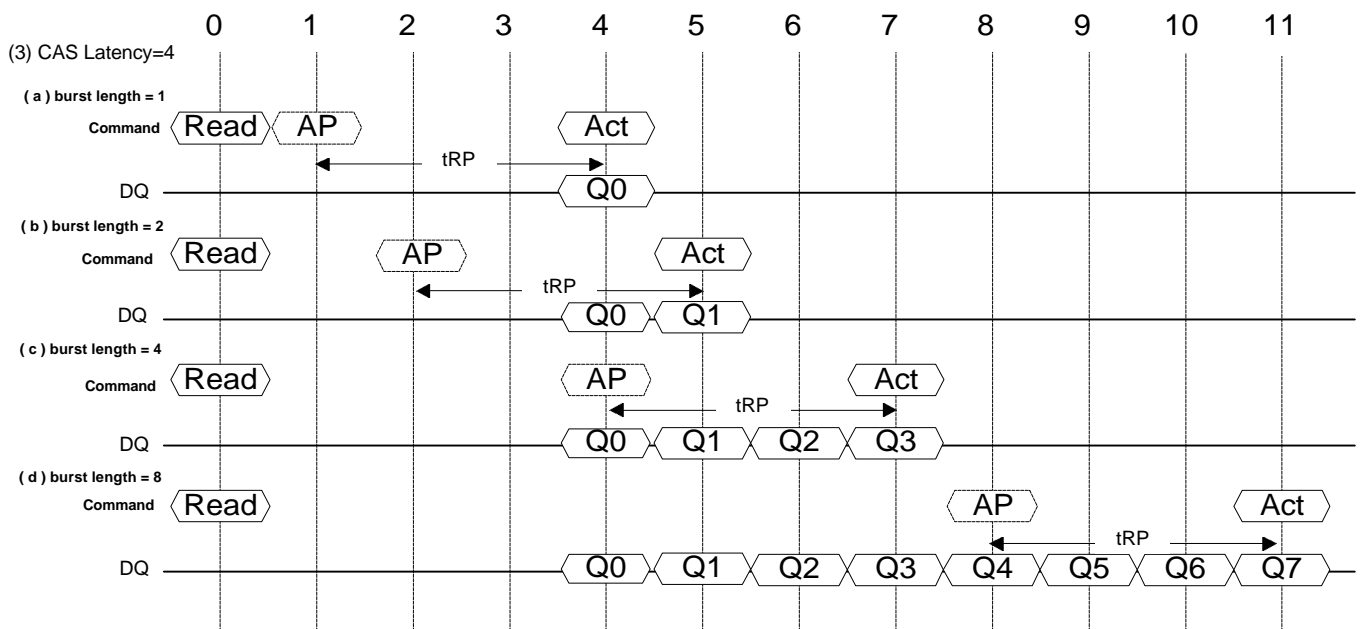 0 1 2 3 4 5 6 7 8 9 10 11
(3) CAS Latency=4
( a ) burst length = 1
Command Read AP Act
tRP
DQ Q0
( b ) burst length = 2
Command Read AP Act
tRP
DQ Q0 Q1
( c ) burst length = 4
Command Read AP Act
tRP
DQ Q0 Q1 Q2 Q3
( d ) burst length = 8
Command Read AP Act
tRP
DQ Q0 Q1 Q2 Q3 Q4 Q5 Q6 Q7